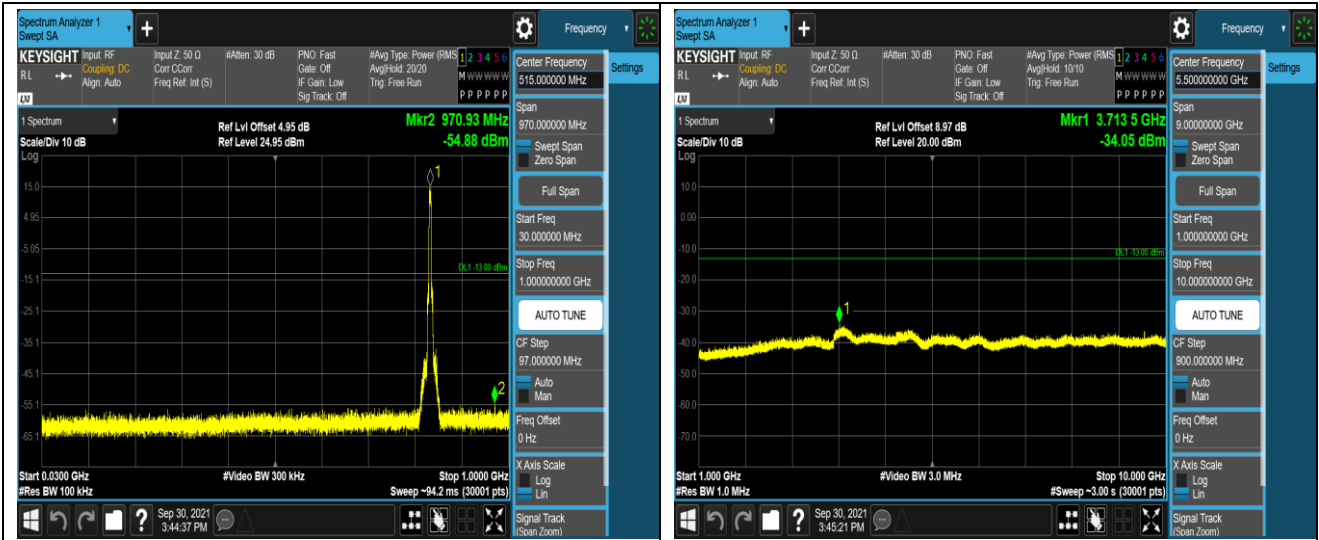 Spectrum Analyzer 1
Swept SA
+
Frequency
KEYSIGHT Input: RF
RL
Coupling: DC
Align: Auto
Input Z: 50 Ω
Corr CCorr
Freq Ref: Int (S)
#Atten: 30 dB
PNO: Fast
Gate: Off
IF Gain: Low
Sig Track: Off
#Avg Type: Power (RMS
Avg|Hold: 20/20
Trig: Free Run
1 2 3 4 5 6
M W W W W W
P P P P P P
LXI
1 Spectrum
Scale/Div 10 dB
Ref Lvl Offset 4.95 dB
Ref Level 24.95 dBm
Mkr2 970.93 MHz
-54.88 dBm
Log
15.0
4.95
-5.05
-15.1
-25.1
-35.1
-45.1
-55.1
-65.1
1
DL1 -13.00 dBm
2
Start 0.0300 GHz
#Res BW 100 kHz
#Video BW 300 kHz
Stop 1.0000 GHz
Sweep ~94.2 ms (30001 pts)
Sep 30, 2021
3:44:37 PM
?
Center Frequency
515.000000 MHz
Settings
Span
970.000000 MHz
Swept Span
Zero Span
Full Span
Start Freq
30.000000 MHz
Stop Freq
1.000000000 GHz
AUTO TUNE
CF Step
97.000000 MHz
Auto
Man
Freq Offset
0 Hz
X Axis Scale
Log
Lin
Signal Track
(Span Zoom)
Spectrum Analyzer 1
Swept SA
+
Frequency
KEYSIGHT Input: RF
RL
Coupling: DC
Align: Auto
Input Z: 50 Ω
Corr CCorr
Freq Ref: Int (S)
#Atten: 30 dB
PNO: Fast
Gate: Off
IF Gain: Low
Sig Track: Off
#Avg Type: Power (RMS
Avg|Hold: 10/10
Trig: Free Run
1 2 3 4 5 6
M W W W W W
P P P P P P
LXI
1 Spectrum
Scale/Div 10 dB
Ref Lvl Offset 8.97 dB
Ref Level 20.00 dBm
Mkr1 3.713 5 GHz
-34.05 dBm
Log
10.0
0.00
-10.0
-20.0
-30.0
-40.0
-50.0
-60.0
-70.0
DL1 -13.00 dBm
1
Start 1.000 GHz
#Res BW 1.0 MHz
#Video BW 3.0 MHz
Stop 10.000 GHz
#Sweep ~3.00 s (30001 pts)
Sep 30, 2021
3:45:21 PM
?
Center Frequency
5.500000000 GHz
Settings
Span
9.00000000 GHz
Swept Span
Zero Span
Full Span
Start Freq
1.000000000 GHz
Stop Freq
10.000000000 GHz
AUTO TUNE
CF Step
900.000000 MHz
Auto
Man
Freq Offset
0 Hz
X Axis Scale
Log
Lin
Signal Track
(Span Zoom)